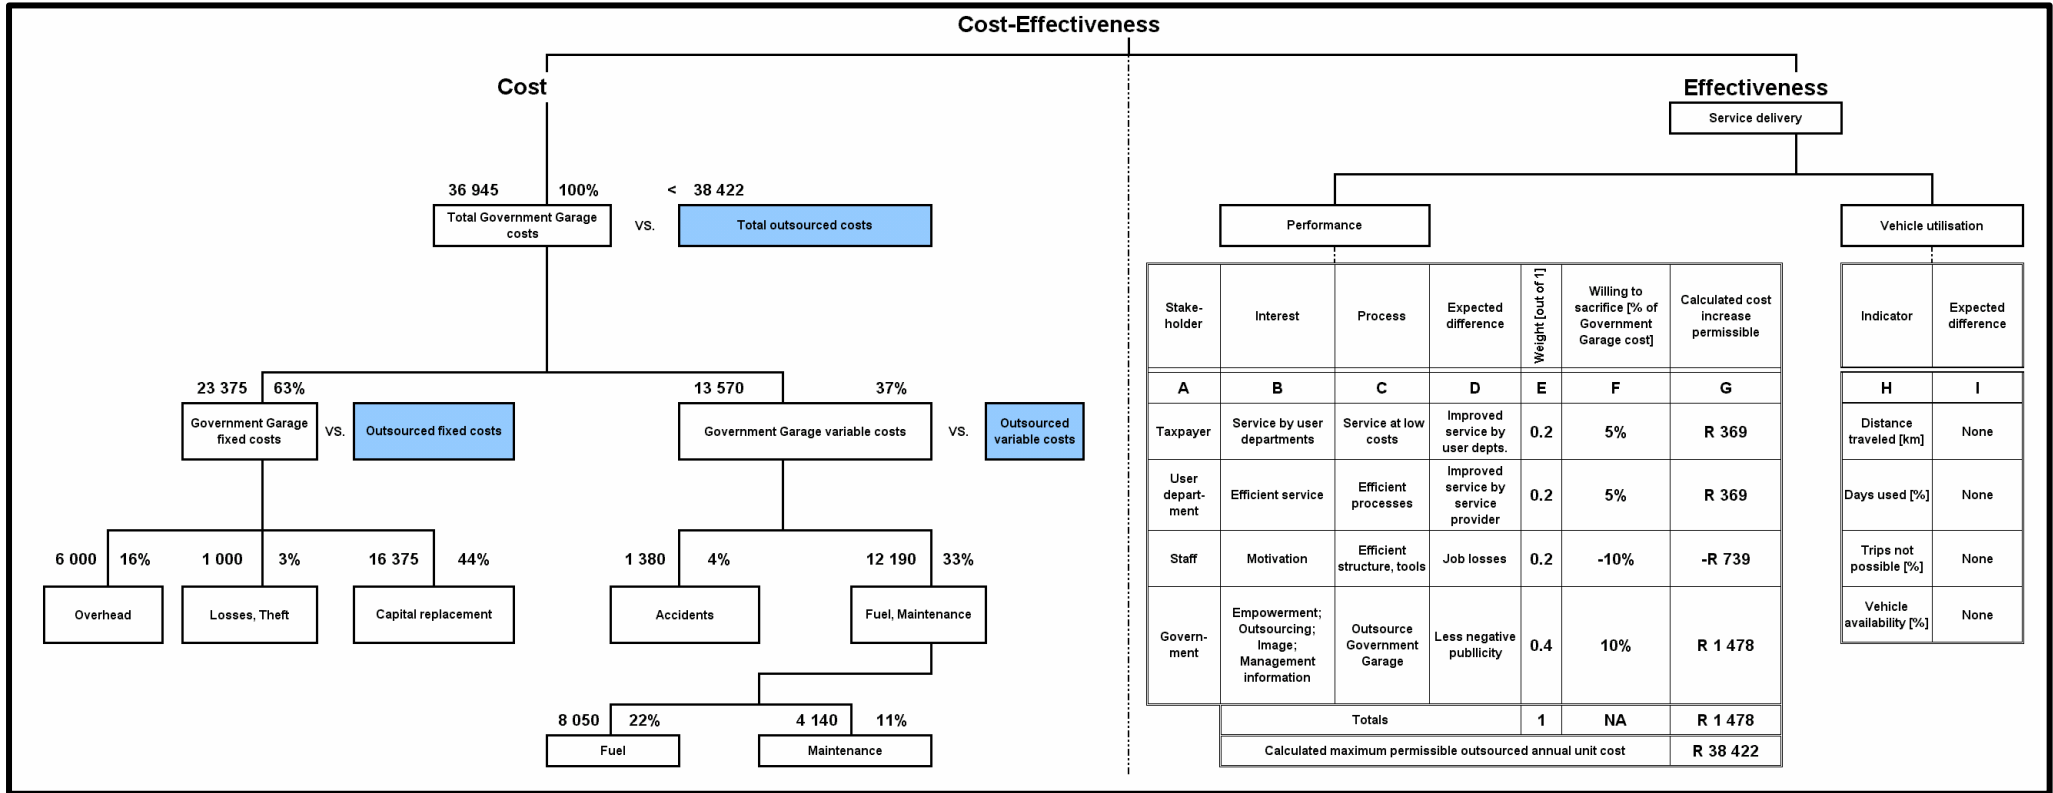 Cost-Effectiveness
Cost
Effectiveness
Service delivery
36 945
100%
<
38 422
Total Government Garage
costs
VS.
Total outsourced costs
Performance
Vehicle utilisation
Stake-
holder
Interest
Process
Expected
difference
Weight [out of 1]
Willing to
sacrifice [% of
Government
Garage cost]
Calculated cost
increase
permissible
Indicator
Expected
difference
23 375
63%
13 570
37%
Government Garage
fixed costs
VS.
Outsourced fixed costs
Government Garage variable costs
VS.
Outsourced
variable costs
A
B
C
D
E
F
G
H
I
Taxpayer
Service by user
departments
Service at low
costs
Improved
service by
user depts.
0.2
5%
R 369
Distance
traveled [km]
None
User
depart-
ment
Efficient service
Efficient
processes
Improved
service by
service
provider
0.2
5%
R 369
Days used [%]
None
6 000
16%
1 000
3%
16 375
44%
1 380
4%
12 190
33%
Staff
Motivation
Efficient
structure, tools
Job losses
0.2
-10%
-R 739
Trips not
possible [%]
None
Overhead
Losses, Theft
Capital replacement
Accidents
Fuel, Maintenance
Govern-
ment
Empowerment;
Outsourcing;
Image;
Management
information
Outsource
Government
Garage
Less negative
publlicity
0.4
10%
R 1 478
Vehicle
availability [%]
None
8 050
22%
4 140
11%
Fuel
Maintenance
Totals
1
NA
R 1 478
Calculated maximum permissible outsourced annual unit cost
R 38 422